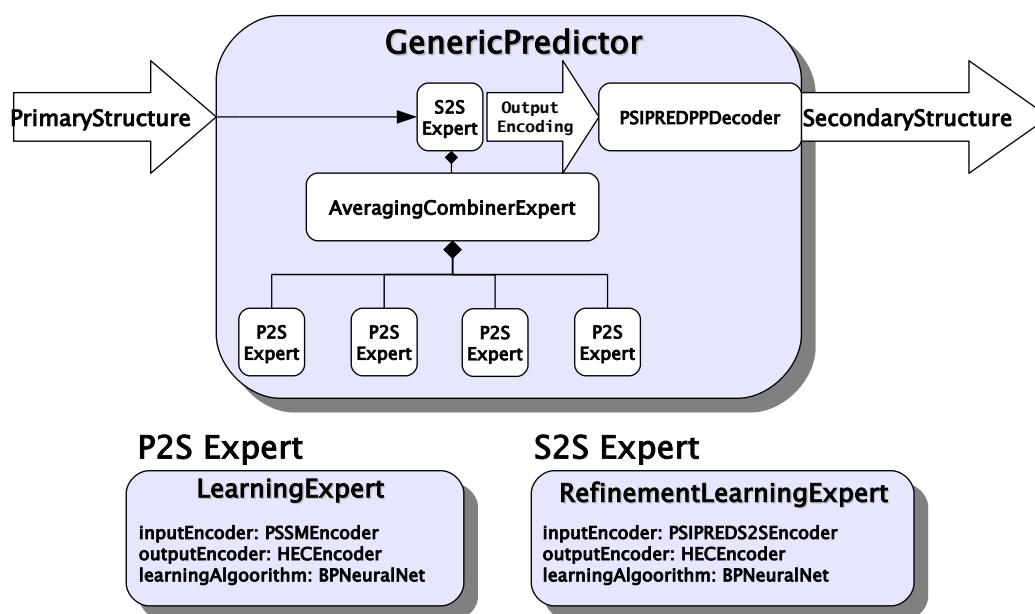 GenericPredictor
PrimaryStructure
S2S
Expert
Output
Encoding
PSIPREDPPDecoder
SecondaryStructure
AveragingCombinerExpert
P2S
Expert
P2S
Expert
P2S
Expert
P2S
Expert
P2S Expert
LearningExpert
inputEncoder: PSSMEncoder
outputEncoder: HECEncoder
learningAlgoorithm: BPNeuralNet
S2S Expert
RefinementLearningExpert
inputEncoder: PSIPREDS2SEncoder
outputEncoder: HECEncoder
learningAlgoorithm: BPNeuralNet